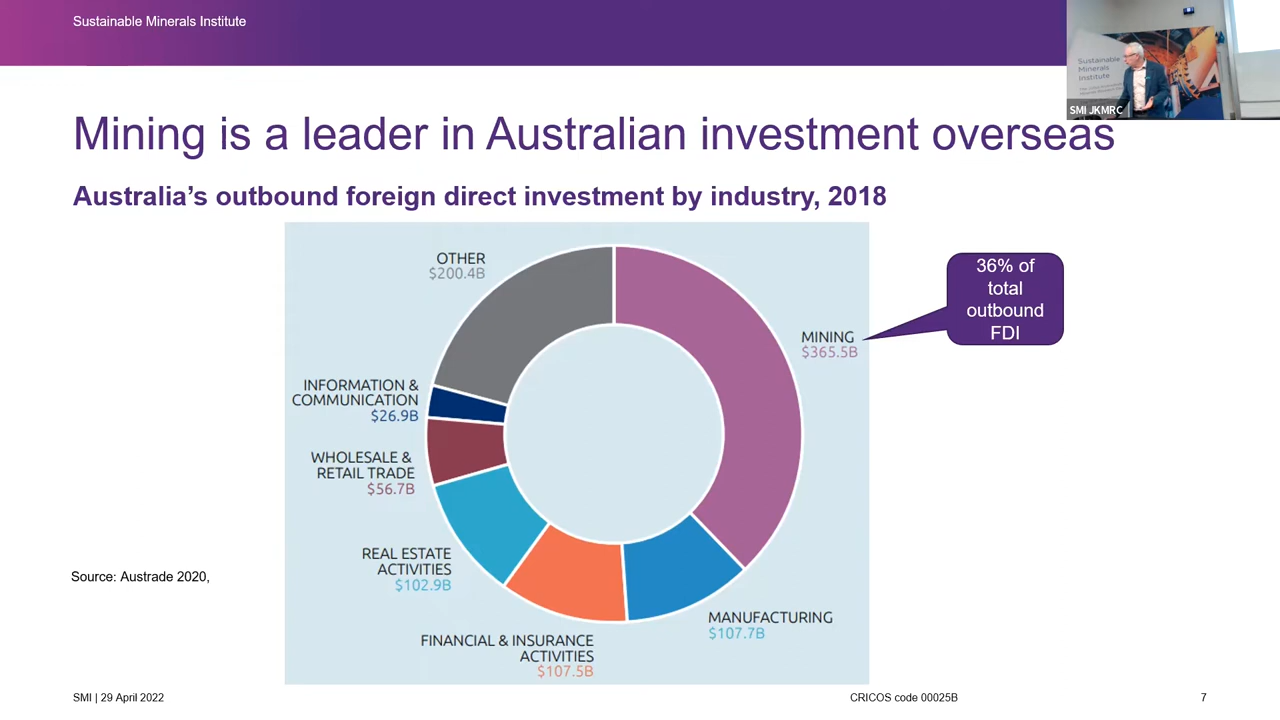 Sustainable Minerals Institute
Sustainable
Minerals
Institute
SMI JKMRC
Mining is a leader in Australian investment overseas
Australia’s outbound foreign direct investment by industry, 2018
OTHER
$200.4B
36% of
total
outbound
FDI
MINING
$365.5B
INFORMATION &
COMMUNICATION
$26.9B
WHOLESALE &
RETAIL TRADE
$56.7B
REAL ESTATE
ACTIVITIES
$102.9B
Source: Austrade 2020,
MANUFACTURING
$107.7B
FINANCIAL & INSURANCE
ACTIVITIES
$107.5B
SMI | 29 April 2022
CRICOS code 00025B
7